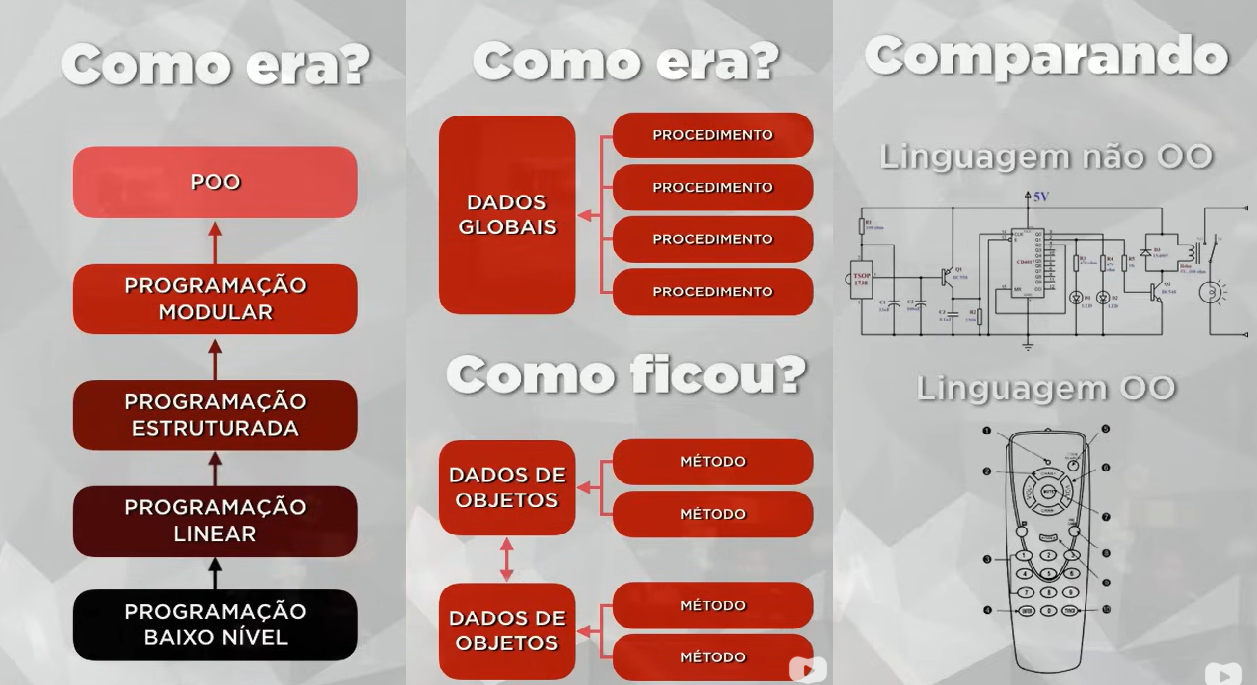 Como era?
POO
PROGRAMAÇÃO
MODULAR
PROGRAMAÇÃO
ESTRUTURADA
PROGRAMAÇÃO
LINEAR
PROGRAMAÇÃO
BAIXO NÍVEL
Como era?
DADOS
GLOBAIS
PROCEDIMENTO
PROCEDIMENTO
PROCEDIMENTO
PROCEDIMENTO
Como ficou?
DADOS DE
OBJETOS
MÉTODO
MÉTODO
DADOS DE
OBJETOS
MÉTODO
MÉTODO
Comparando
Linguagem não OO
5V
TSOP
1738
Linguagem OO
1
2
3
4
5
6
7
8
9
10
1 2 3
4 5 6
7 8 9
0